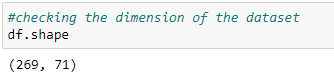 #checking the dimension of the dataset
df.shape
(269, 71)